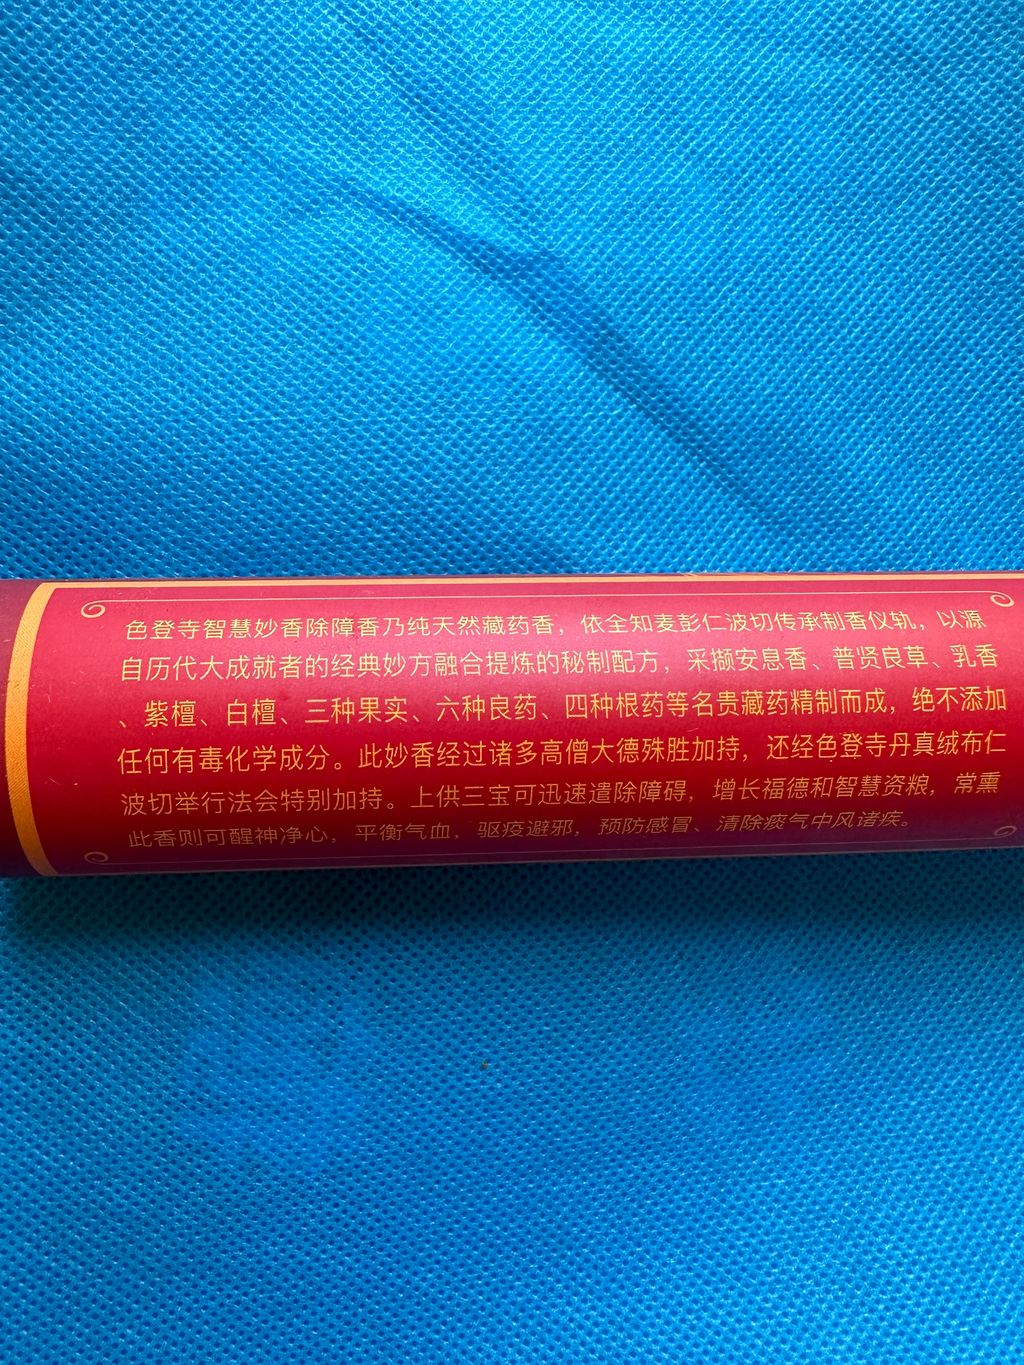 色登寺智慧妙香除障香乃纯天然藏药香，依全知麦彭仁波切传承制香仪轨，以源
自历代大成就者的经典妙方融合提炼的秘制配方，采撷安息香、普贤良草、乳香
、紫檀、白檀、三种果实、六种良药、四种根药等名贵藏药精制而成，绝不添加
任何有毒化学成分。此妙香经过诸多高僧大德殊胜加持，还经色登寺丹真绒布仁
波切举行法会特别加持。上供三宝可迅速遣除障碍，增长福德和智慧资粮，常熏
此香则可醒神净心，平衡气血，驱疫避邪，预防感冒、清除痰气中风诸疾。